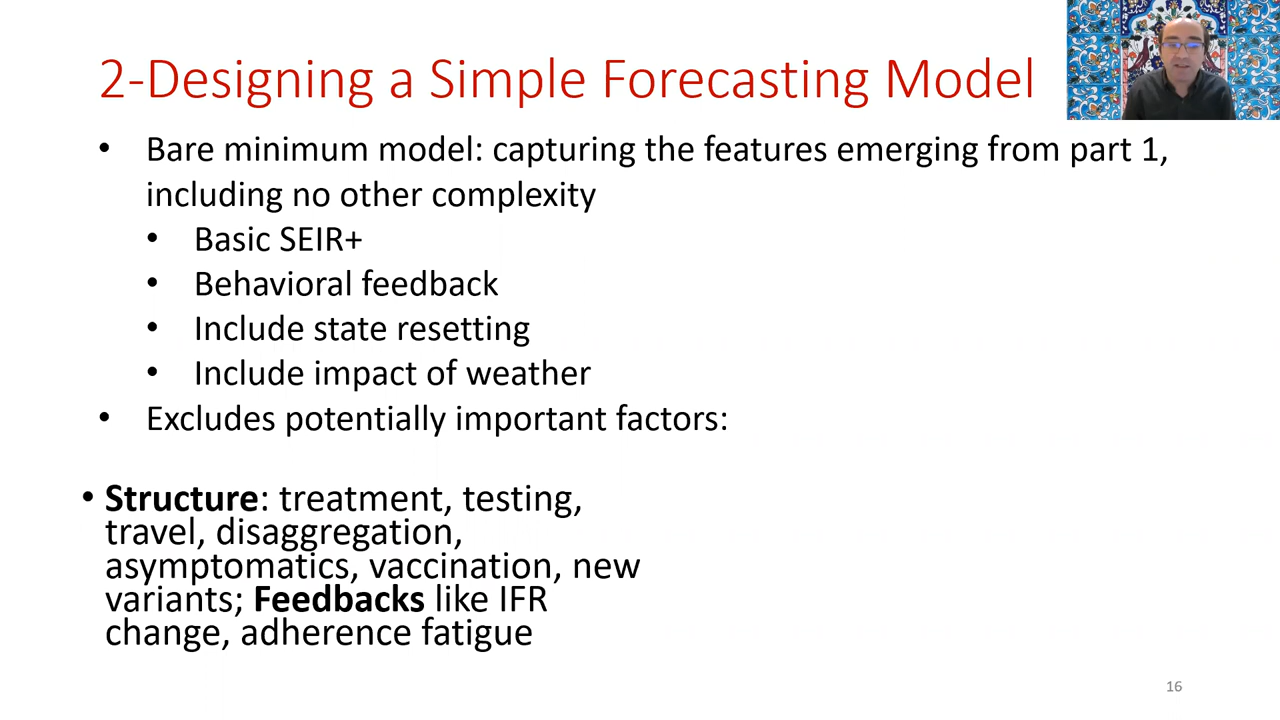 2-Designing a Simple Forecasting Model
• Bare minimum model: capturing the features emerging from part 1,
including no other complexity
• Basic SEIR+
• Behavioral feedback
• Include state resetting
• Include impact of weather
• Excludes potentially important factors:
• Structure: treatment, testing,
travel, disaggregation,
asymptomatics, vaccination, new
variants; Feedbacks like IFR
change, adherence fatigue
16